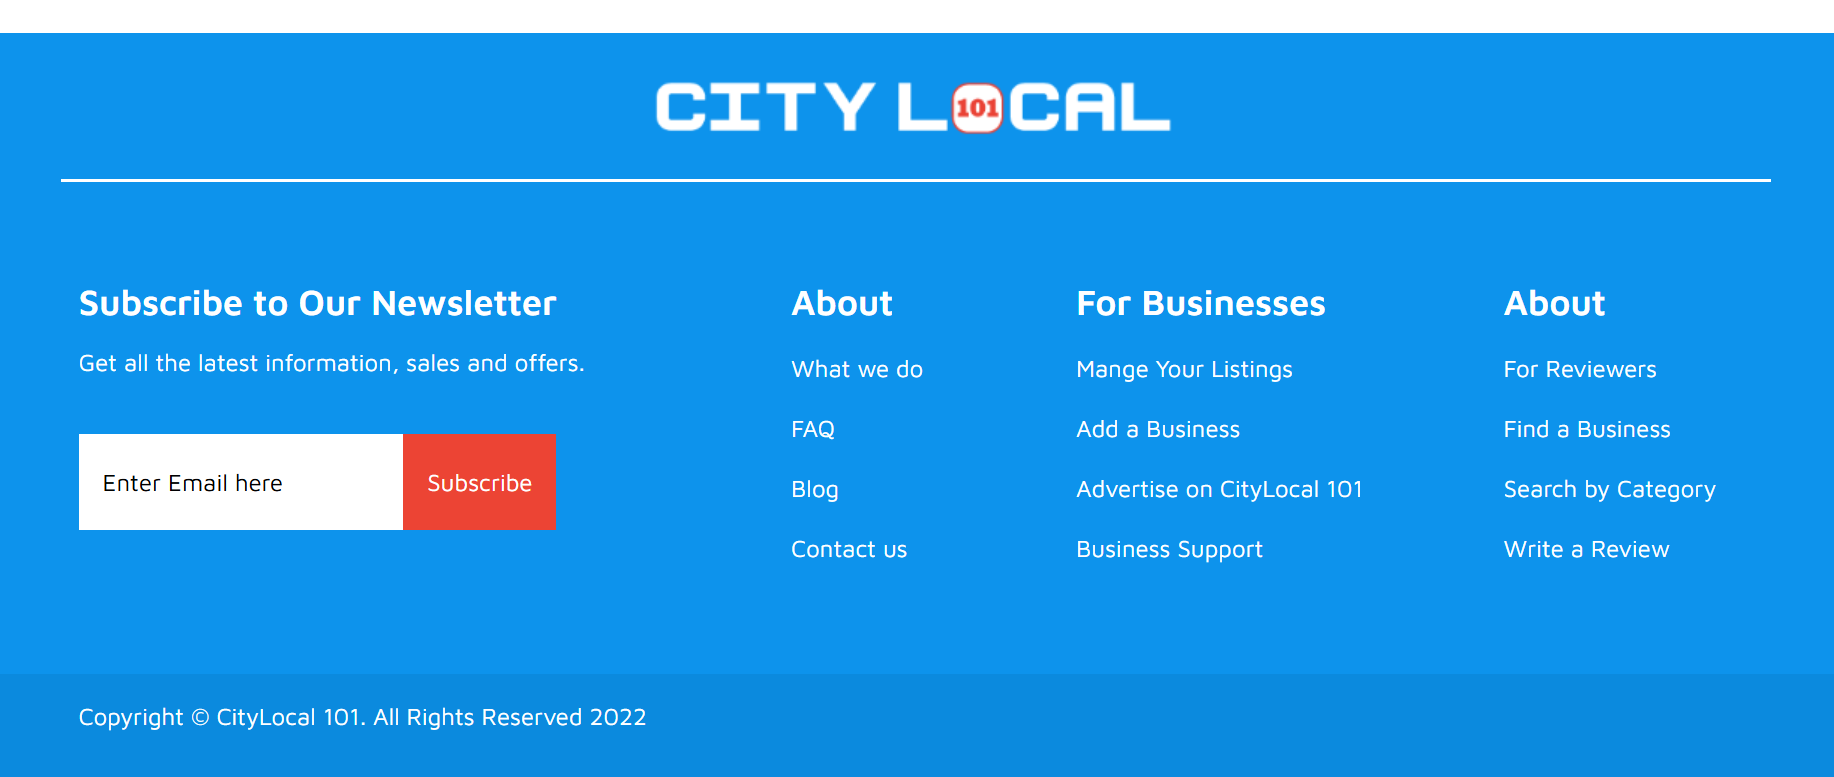 CITY L101CAL
Subscribe to Our Newsletter
Get all the latest information, sales and offers.
Enter Email here
Subscribe
About
What we do
FAQ
Blog
Contact us
For Businesses
Mange Your Listings
Add a Business
Advertise on CityLocal 101
Business Support
About
For Reviewers
Find a Business
Search by Category
Write a Review
Copyright © CityLocal 101. All Rights Reserved 2022